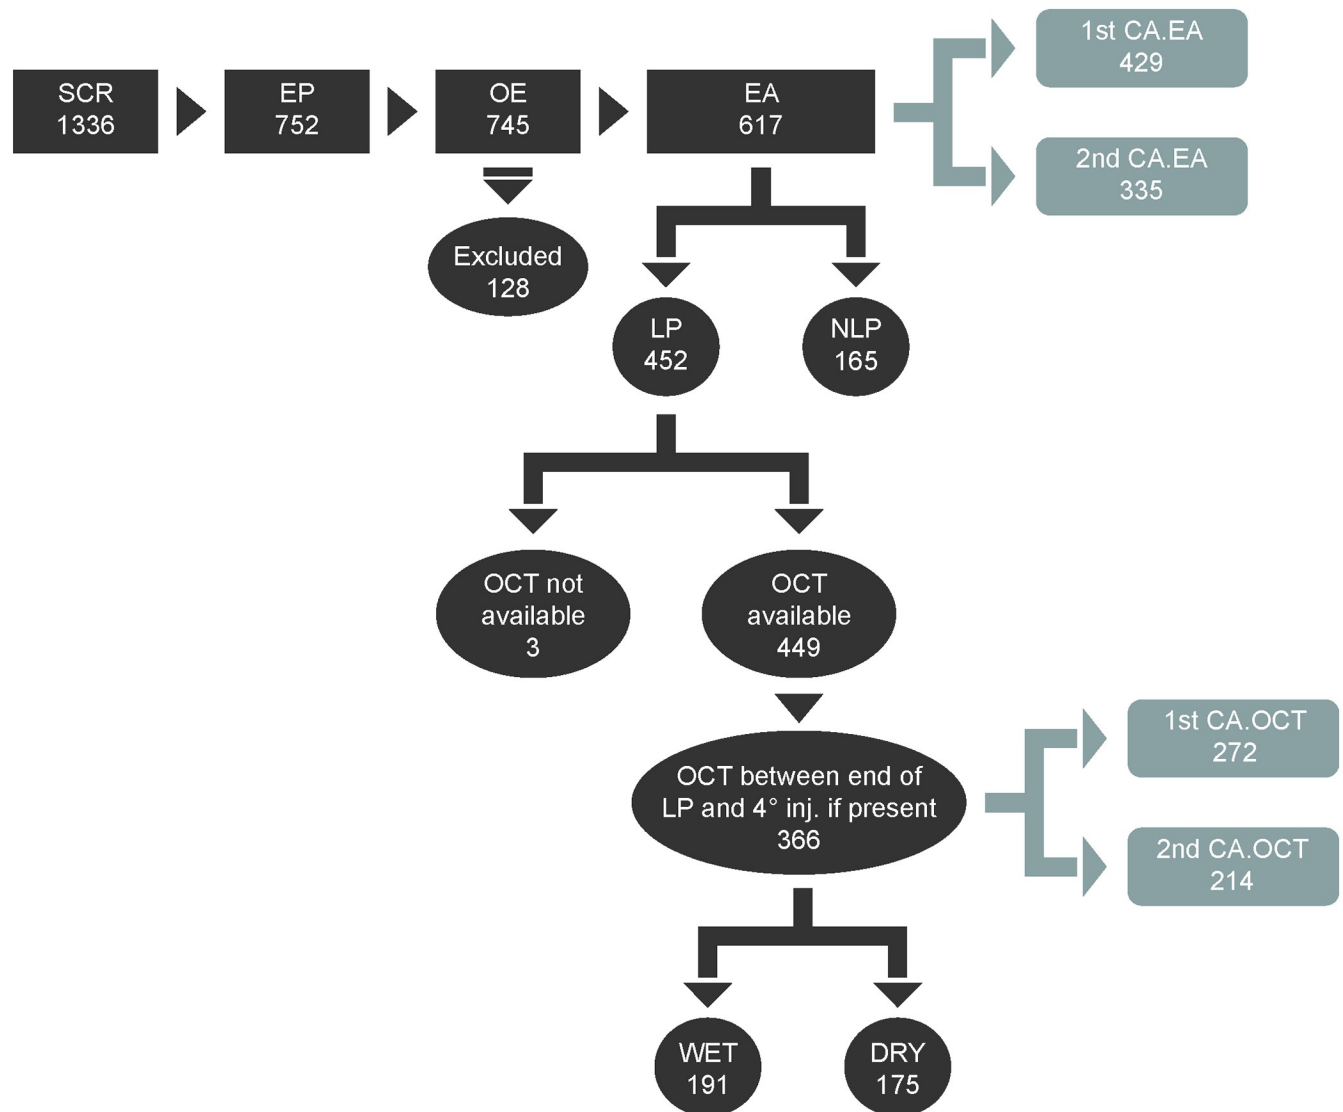 SCR
1336
EP
752
OE
745
EA
617
1st CA.EA
429
2nd CA.EA
335
Excluded
128
LP
452
NLP
165
OCT not
available
3
OCT
available
449
OCT between end of
LP and 4° inj. if present
366
1st CA.OCT
272
2nd CA.OCT
214
WET
191
DRY
175